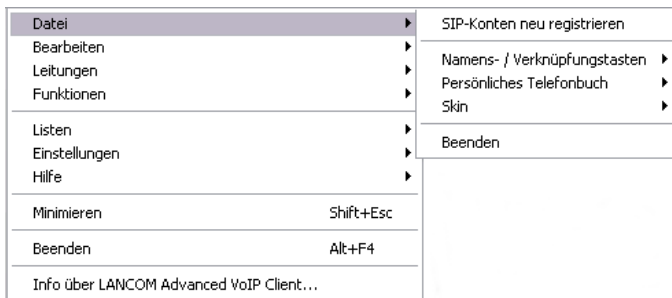 Datei
Bearbeiten
Leitungen
Funktionen
Listen
Einstellungen
Hilfe
Minimieren Shift+Esc
Beenden Alt+F4
Info über LANCOM Advanced VoIP Client...
SIP-Konten neu registrieren
Namens- / Verknüpfungstasten
Persönliches Telefonbuch
Skin
Beenden